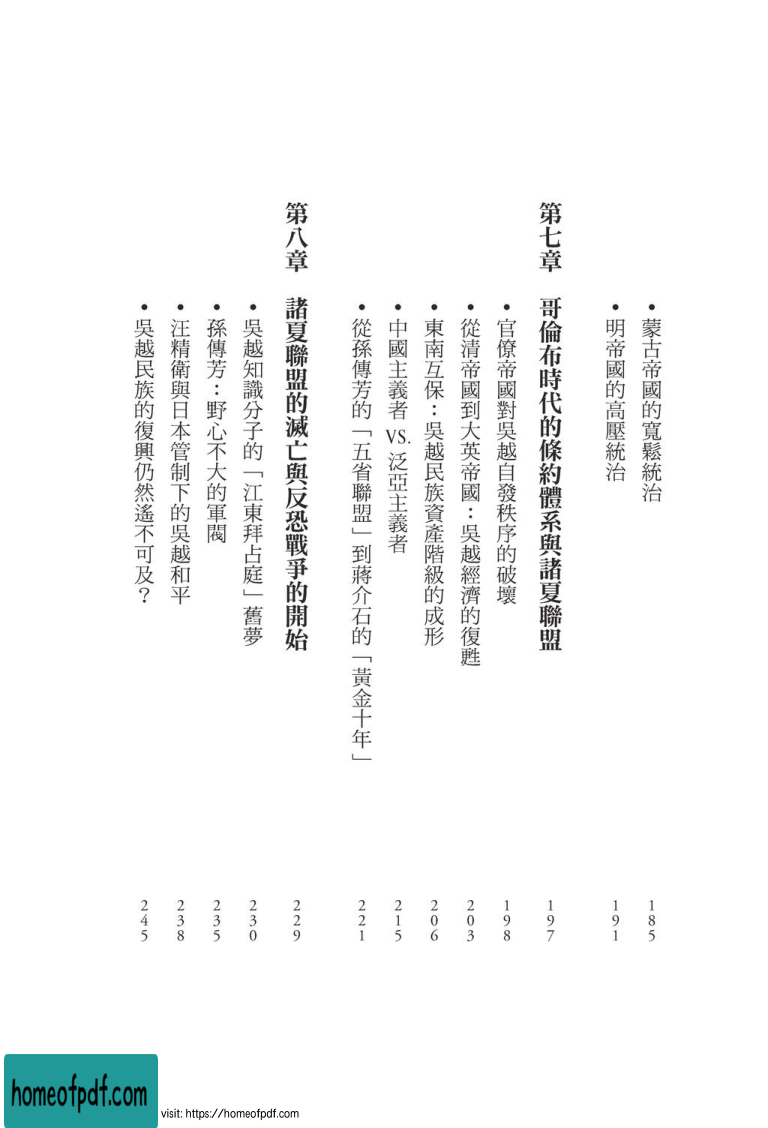 • 蒙古帝國的寬鬆統治 185
• 明帝國的高壓統治 191
第七章 哥倫布時代的條約體系與諸夏聯盟 197
• 官僚帝國對吳越自發秩序的破壞 198
• 從清帝國到大英帝國：吳越經濟的復甦 203
• 東南互保：吳越民族資產階級的成形 206
• 中國主義者 VS. 泛亞主義者 215
• 從孫傳芳的「五省聯盟」到蔣介石的「黃金十年」 221
第八章 諸夏聯盟的滅亡與反恐戰爭的開始 229
• 吳越知識分子的「江東拜占庭」舊夢 230
• 孫傳芳：野心不大的軍閥 235
• 汪精衛與日本管制下的吳越和平 238
• 吳越民族的復興仍然遙不可及？ 245
homeofpdf.com
visit: https://homeofpdf.com